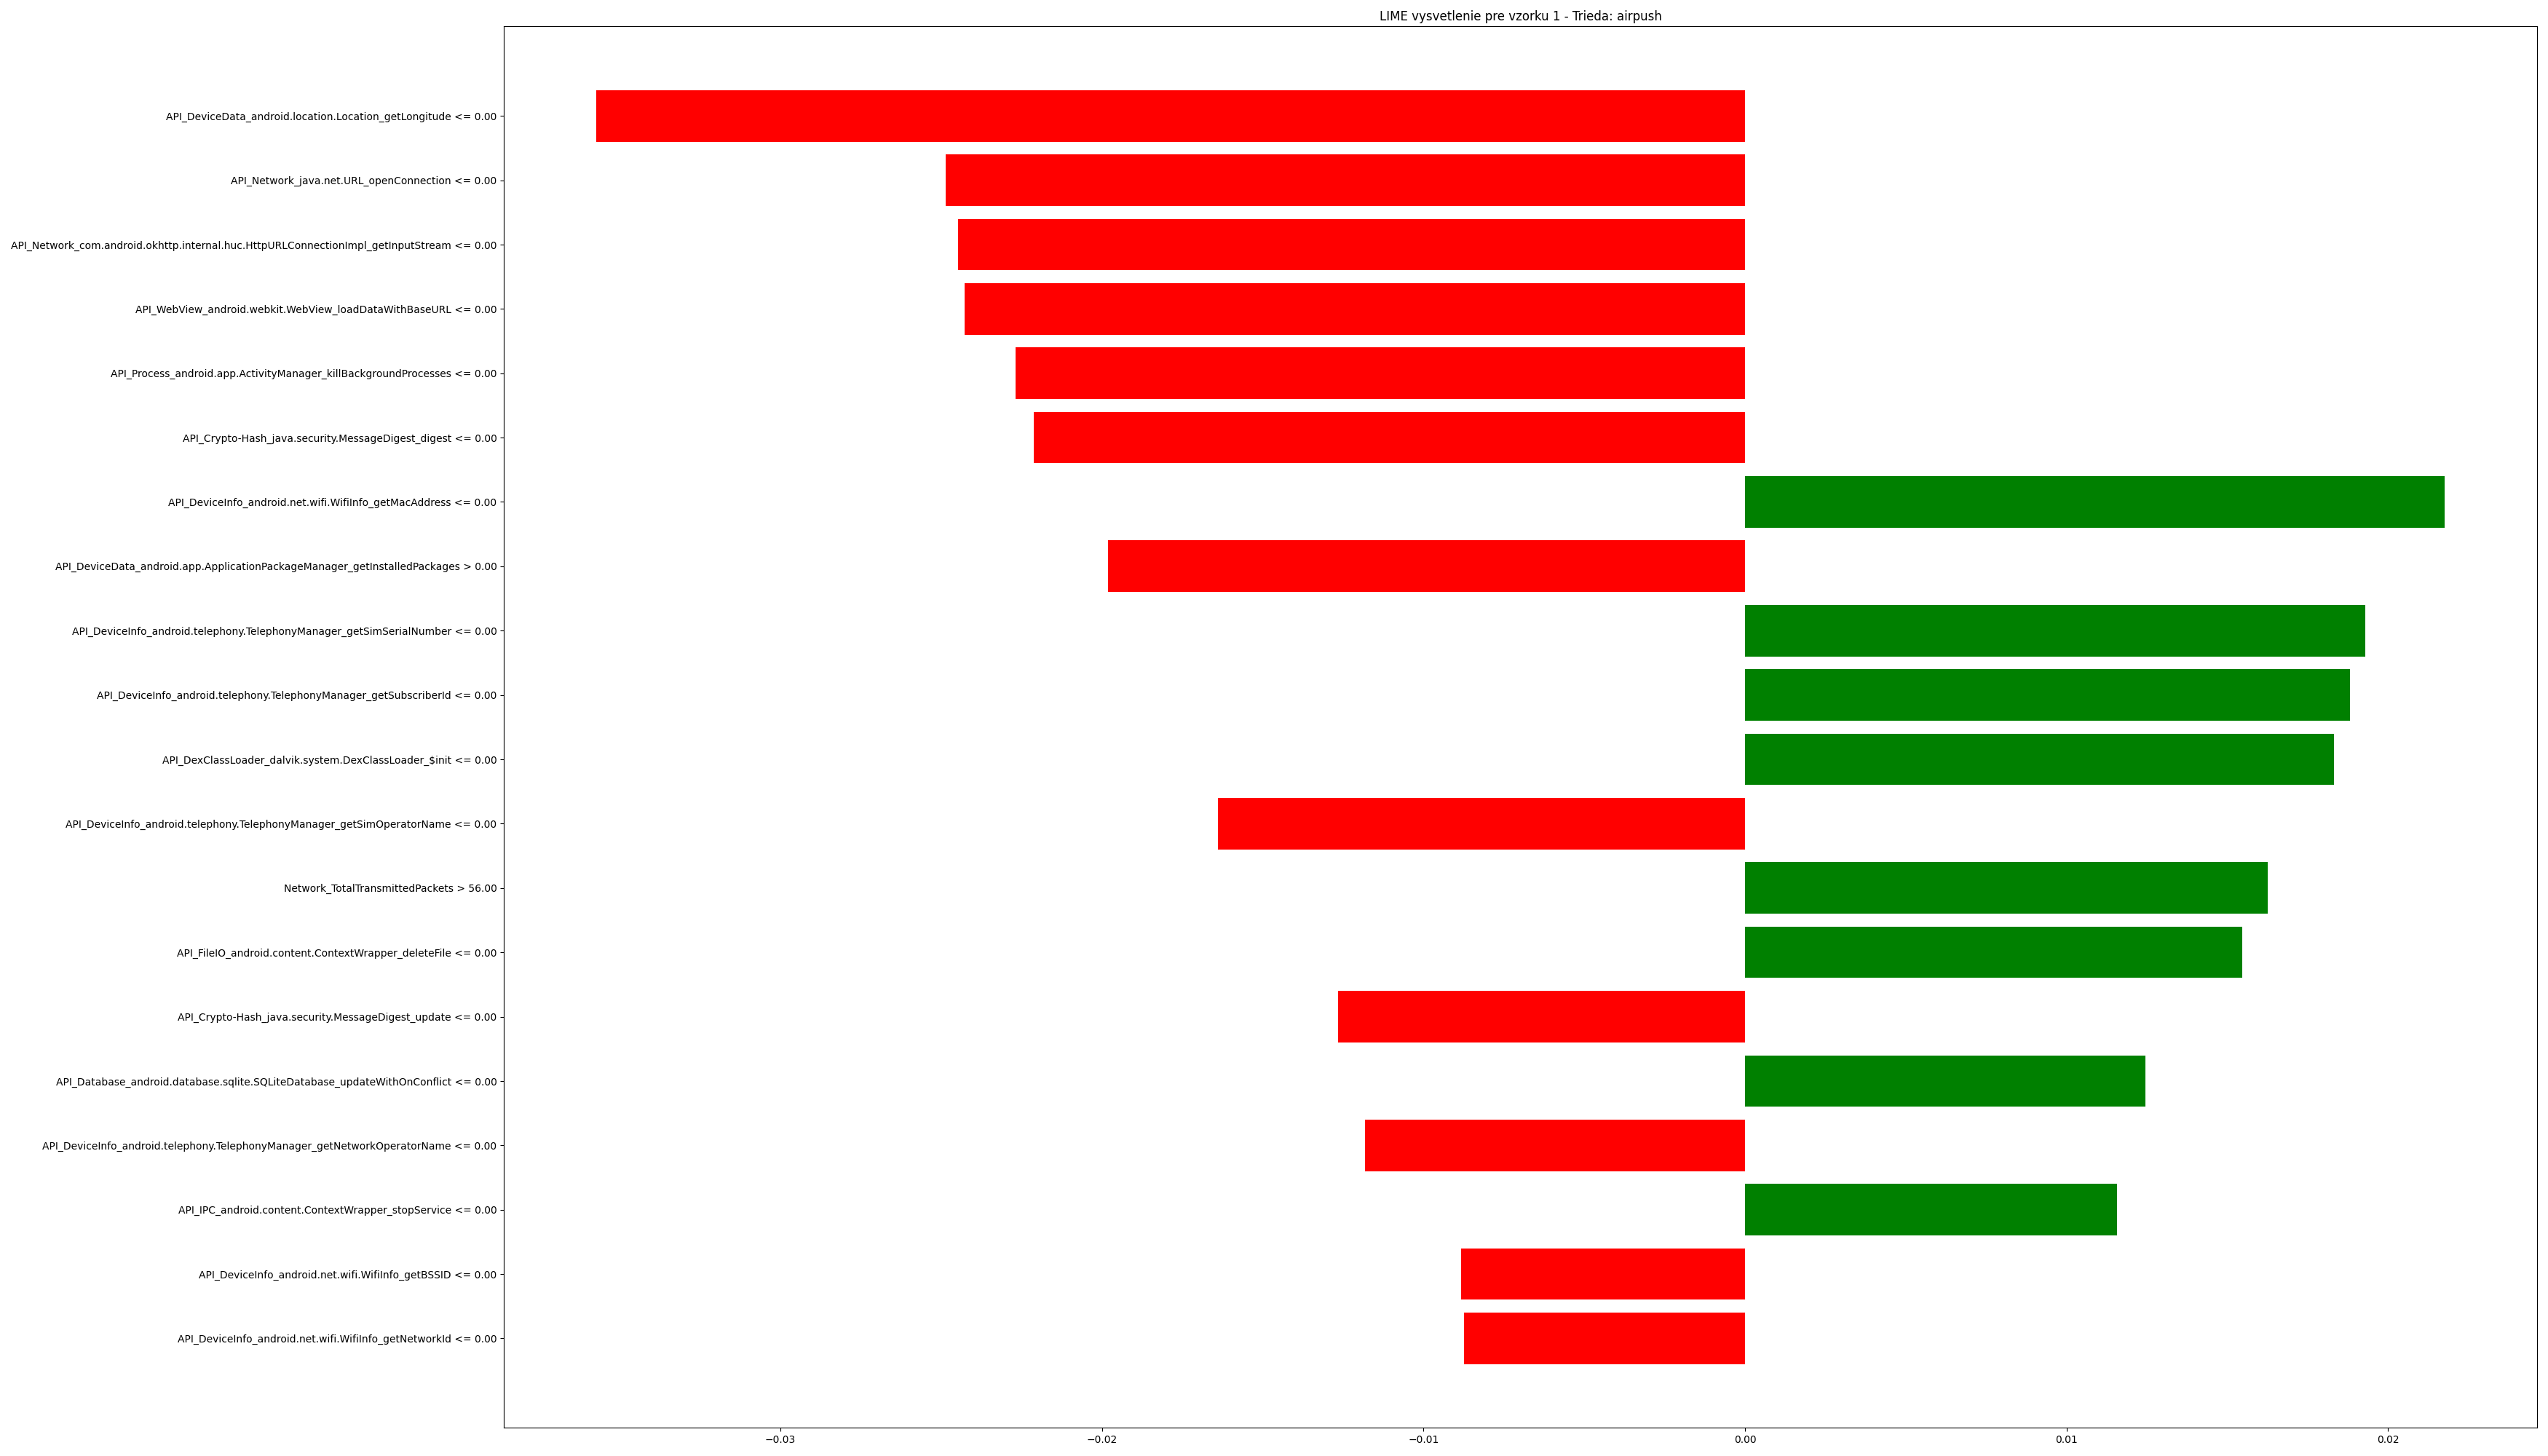 LIME vysvetlenie pre vzorku 1 - Trieda: airpush
API_DeviceData_android.location.Location_getLongitude <= 0.00
API_Network_java.net.URL_openConnection <= 0.00
API_Network_com.android.okhttp.internal.huc.HttpURLConnectionImpl_getInputStream <= 0.00
API_WebView_android.webkit.WebView_loadDataWithBaseURL <= 0.00
API_Process_android.app.ActivityManager_killBackgroundProcesses <= 0.00
API_Crypto-Hash_java.security.MessageDigest_digest <= 0.00
API_DeviceInfo_android.net.wifi.WifiInfo_getMacAddress <= 0.00
API_DeviceData_android.app.ApplicationPackageManager_getInstalledPackages > 0.00
API_DeviceInfo_android.telephony.TelephonyManager_getSimSerialNumber <= 0.00
API_DeviceInfo_android.telephony.TelephonyManager_getSubscriberId <= 0.00
API_DexClassLoader_dalvik.system.DexClassLoader_$init <= 0.00
API_DeviceInfo_android.telephony.TelephonyManager_getSimOperatorName <= 0.00
Network_TotalTransmittedPackets > 56.00
API_FileIO_android.content.ContextWrapper_deleteFile <= 0.00
API_Crypto-Hash_java.security.MessageDigest_update <= 0.00
API_Database_android.database.sqlite.SQLiteDatabase_updateWithOnConflict <= 0.00
API_DeviceInfo_android.telephony.TelephonyManager_getNetworkOperatorName <= 0.00
API_IPC_android.content.ContextWrapper_stopService <= 0.00
API_DeviceInfo_android.net.wifi.WifiInfo_getBSSID <= 0.00
API_DeviceInfo_android.net.wifi.WifiInfo_getNetworkId <= 0.00
−0.03 −0.02 −0.01 0.00 0.01 0.02